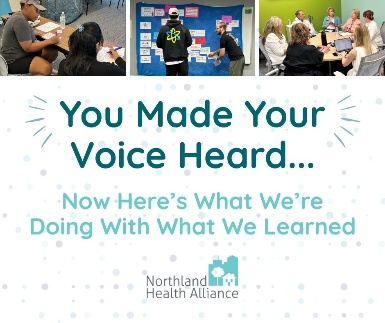 You Made Your
Voice Heard...
Now Here's What We're
Doing With What We Learned
Northland
Health Alliance